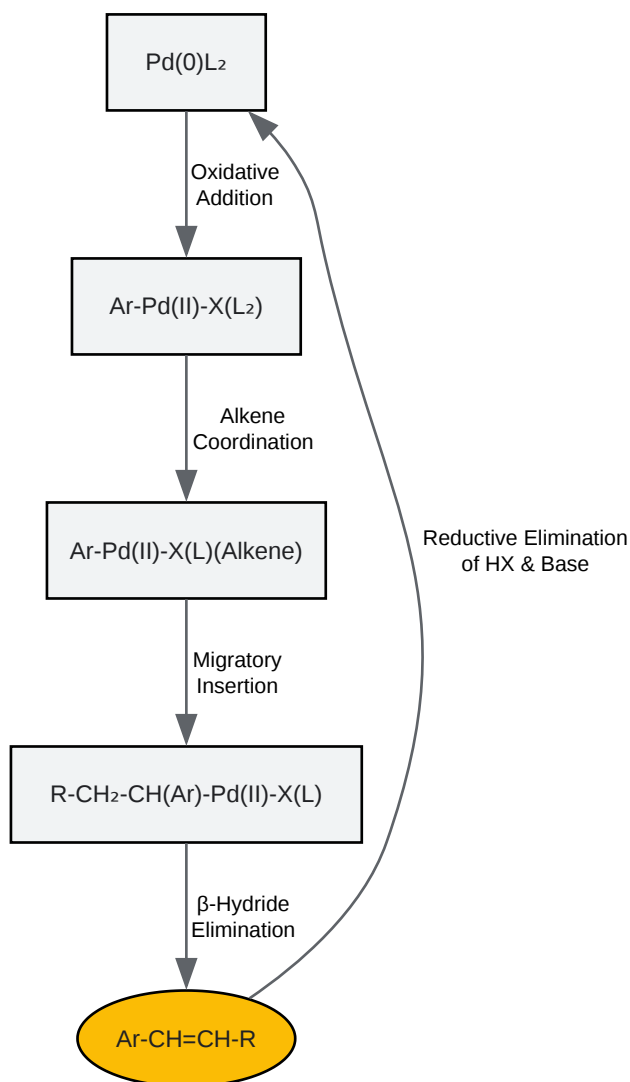 Pd(0)L₂
Oxidative
Addition
Ar-Pd(II)-X(L₂)
Alkene
Coordination
Ar-Pd(II)-X(L)(Alkene)
Reductive Elimination
of HX & Base
Migratory
Insertion
R-CH₂-CH(Ar)-Pd(II)-X(L)
β-Hydride
Elimination
Ar-CH=CH-R